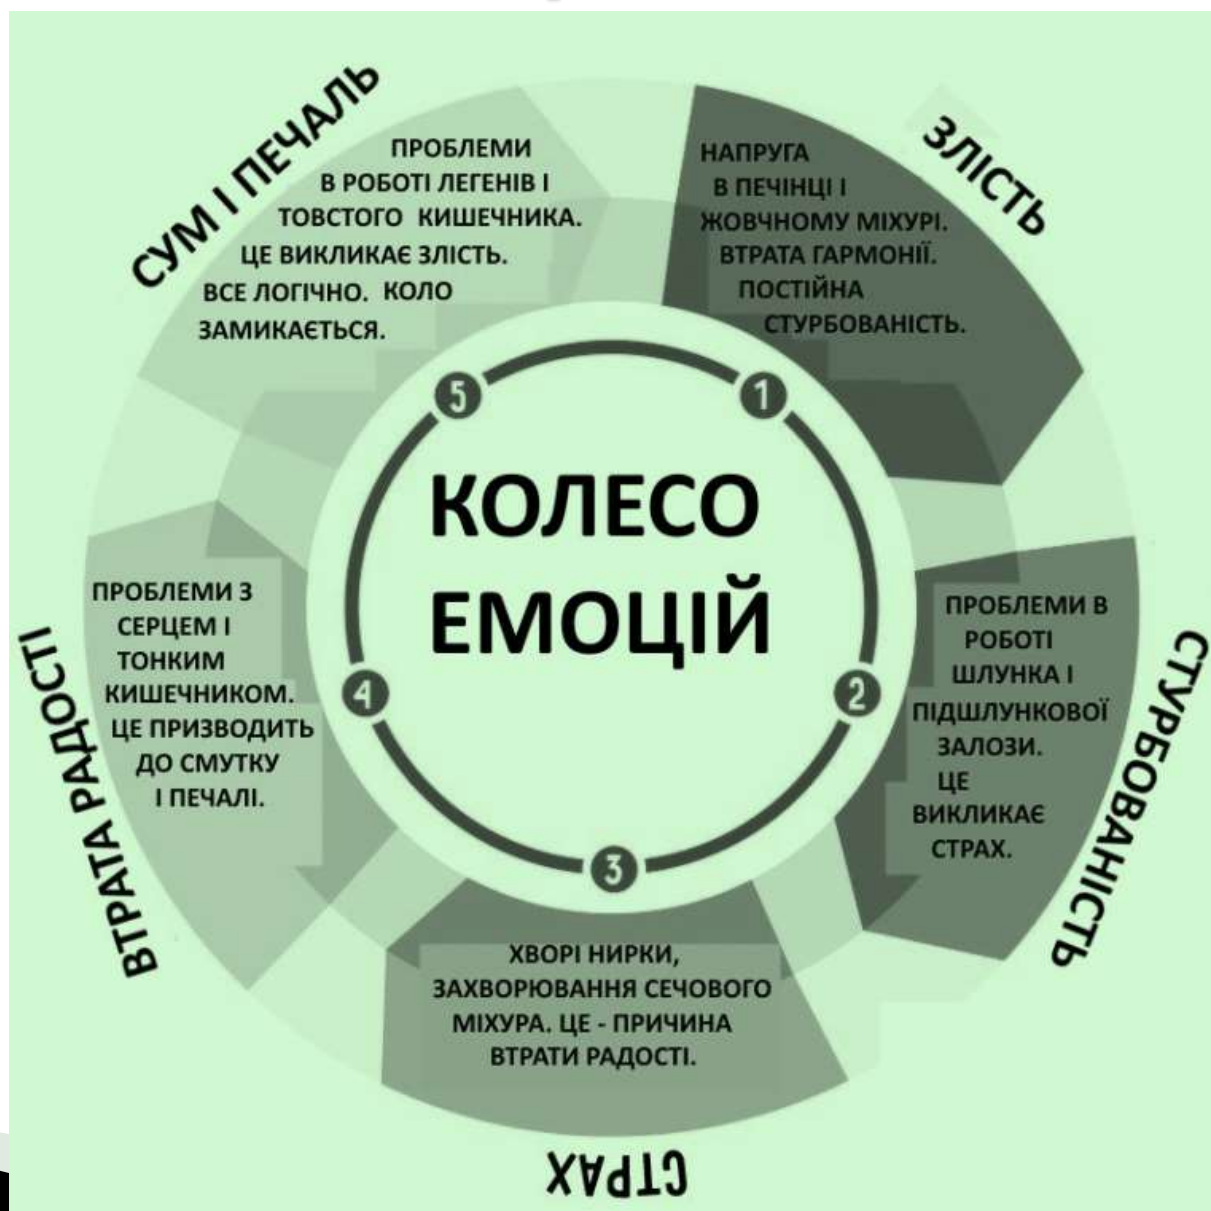 КОЛЕСО
ЕМОЦІЙ
ЗЛІСТЬ
1
НАПРУГА
В ПЕЧІНЦІ І
ЖОВЧНОМУ МІХУРІ.
ВТРАТА ГАРМОНІЇ.
ПОСТІЙНА
СТУРБОВАНІСТЬ.
СТУРБОВАНІСТЬ
2
ПРОБЛЕМИ В
РОБОТІ
ШЛУНКА І
ПІДШЛУНКОВОЇ
ЗАЛОЗИ.
ЦЕ
ВИКЛИКАЄ
СТРАХ.
СТРАХ
3
ХВОРІ НИРКИ,
ЗАХВОРЮВАННЯ СЕЧОВОГО
МІХУРА. ЦЕ - ПРИЧИНА
ВТРАТИ РАДОСТІ.
ВТРАТА РАДОСТІ
4
ПРОБЛЕМИ З
СЕРЦЕМ І
ТОНКИМ
КИШЕЧНИКОМ.
ЦЕ ПРИЗВОДИТЬ
ДО СМУТКУ
І ПЕЧАЛІ.
СУМ І ПЕЧАЛЬ
5
ПРОБЛЕМИ
В РОБОТІ ЛЕГЕНІВ І
ТОВСТОГО КИШЕЧНИКА.
ЦЕ ВИКЛИКАЄ ЗЛІСТЬ.
ВСЕ ЛОГІЧНО. КОЛО
ЗАМИКАЄТЬСЯ.